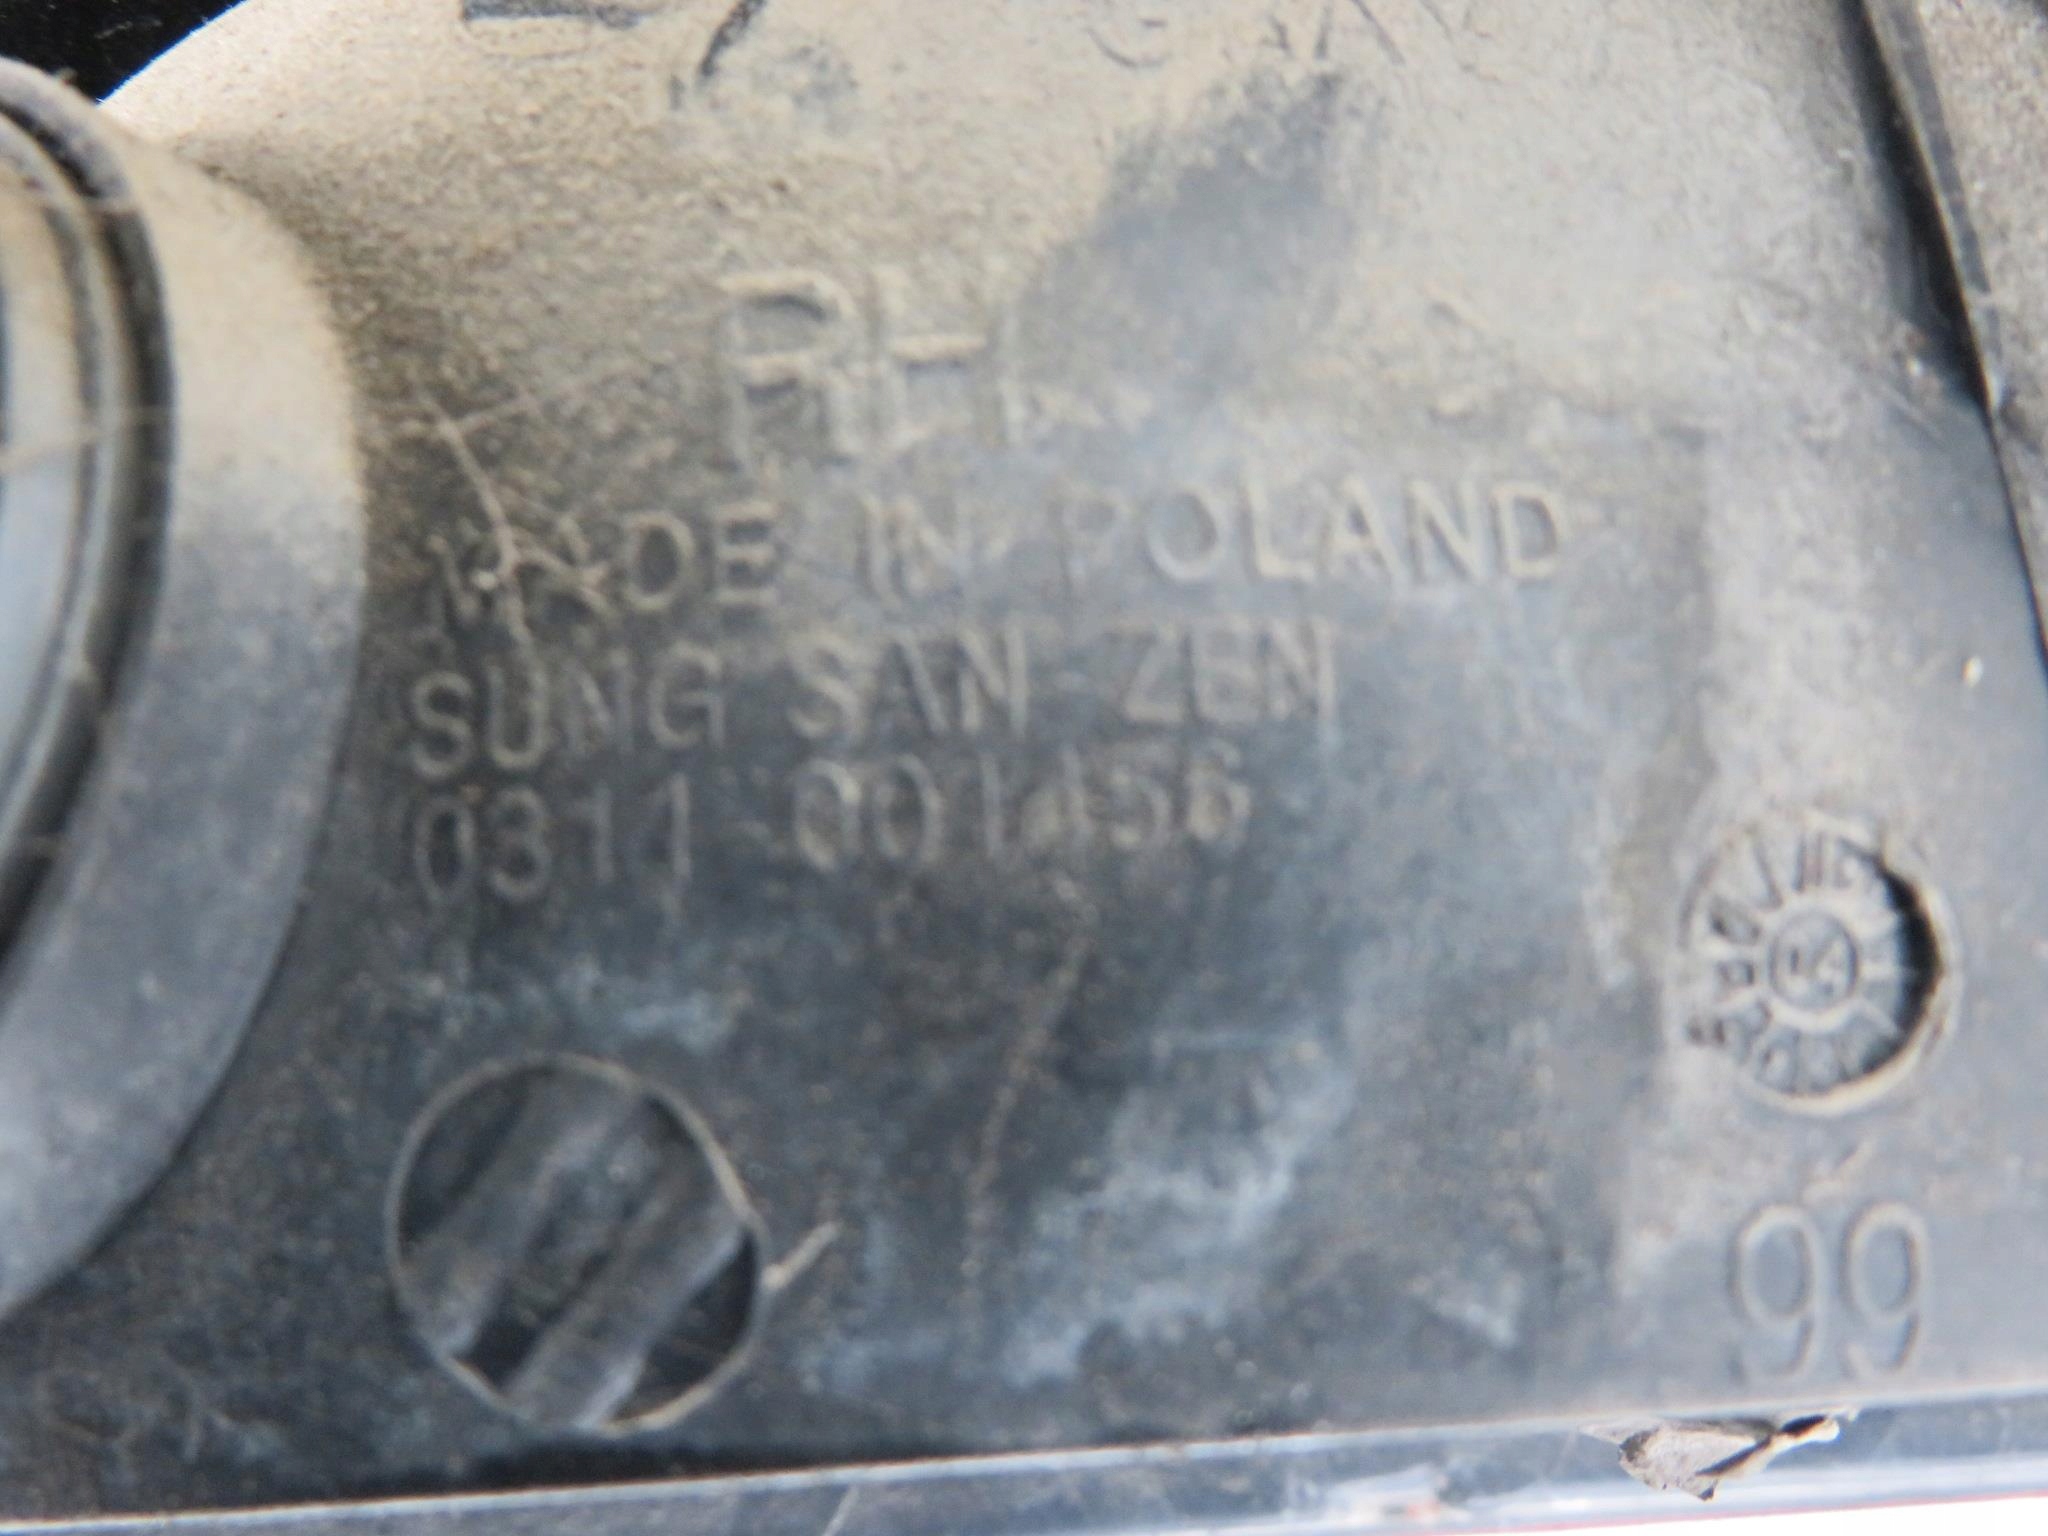 RH
MADE IN POLAND
SUNG SAN ZEN
0311 001456
99